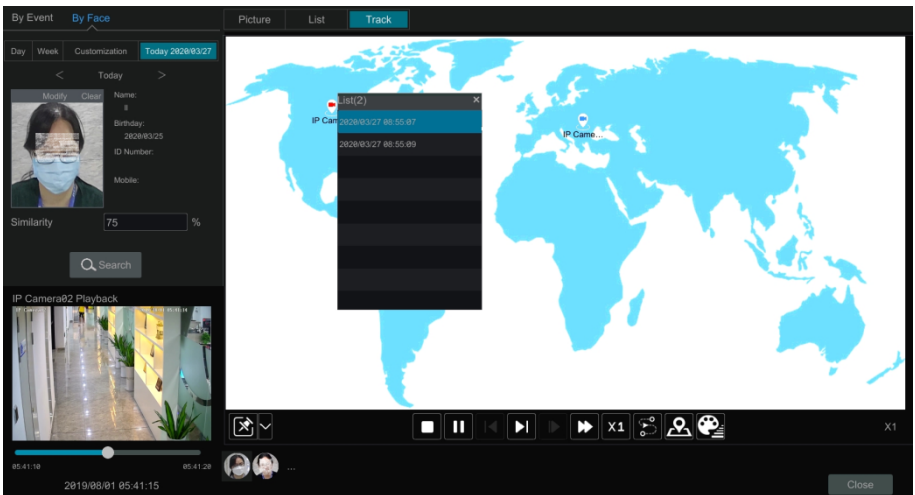 By Event By Face
Picture List Track
Day Week Customization Today 2020/03/27
< Today >
Modify Clear
Name:
ll
Birthday:
2020/03/25
ID Number:
Mobile:
Similarity 75 %
Search
IP Camera02 Playback
05:41:10 05:41:20
2019/08/01 05:41:15
List(2) ×
IP Cam
2020/03/27 08:55:07
2020/03/27 08:55:09
IP Came...
X1
X1
...
Close